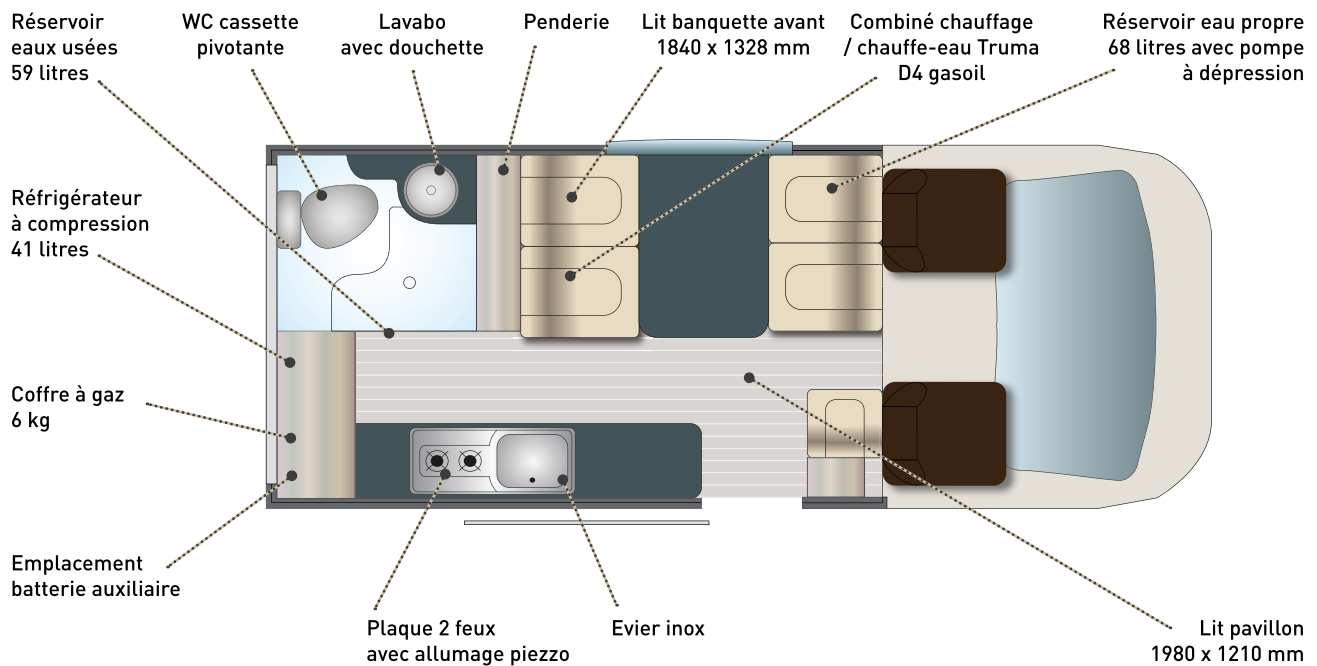 Réservoir
eaux usées
59 litres
WC cassette
pivotante
Lavabo
avec douchette
Penderie
Lit banquette avant
1840 x 1328 mm
Combiné chauffage
/ chauffe-eau Truma
D4 gasoil
Réservoir eau propre
68 litres avec pompe
à dépression
Réfrigérateur
à compression
41 litres
Coffre à gaz
6 kg
Emplacement
batterie auxiliaire
Plaque 2 feux
avec allumage piezzo
Evier inox
Lit pavillon
1980 x 1210 mm